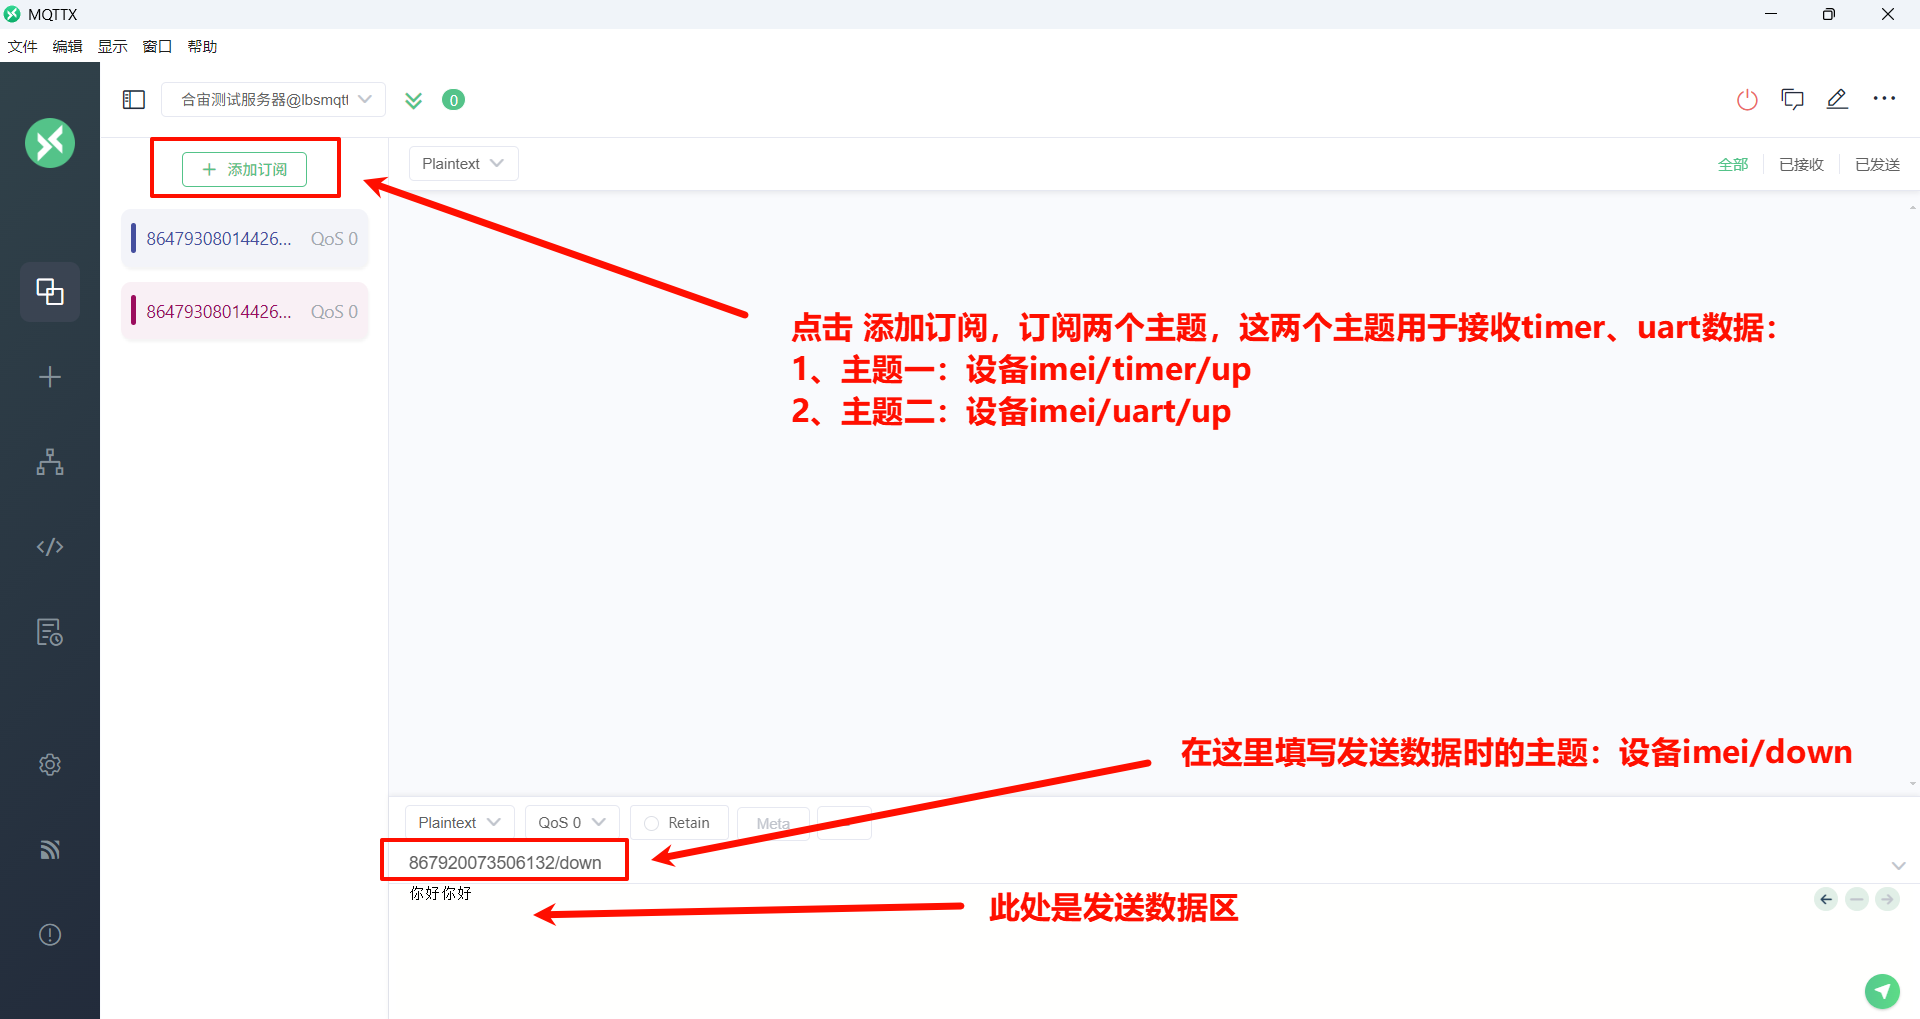 MQTTX
文件 编辑 显示 窗口 帮助
合宙测试服务器@lbsmqtt 0
添加订阅
Plaintext
全部 已接收 已发送
86479308014426... QoS 0
86479308014426... QoS 0
点击 添加订阅，订阅两个主题，这两个主题用于接收timer、uart数据：
1、主题一：设备imei/timer/up
2、主题二：设备imei/uart/up
在这里填写发送数据时的主题：设备imei/down
Plaintext QoS 0 Retain Meta
867920073506132/down
你好你好
此处是发送数据区